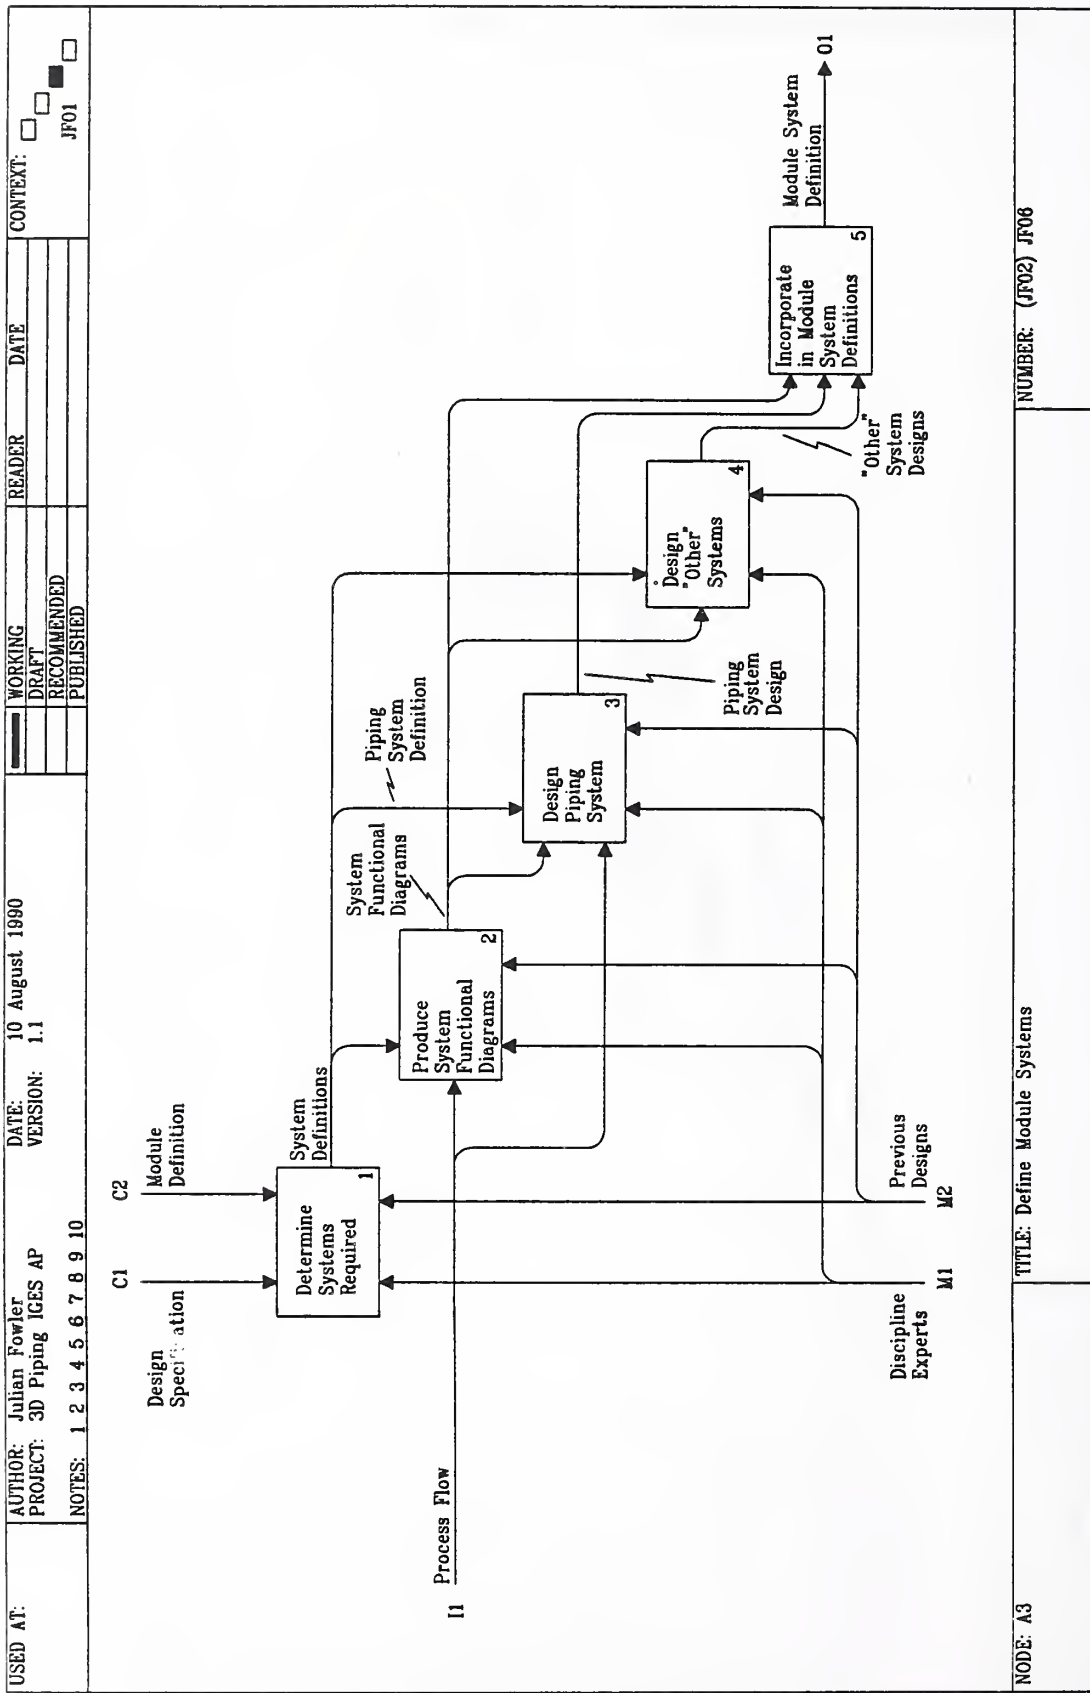 USED AT:
AUTHOR: Julian Fowler
PROJECT: 3D Piping IGES AP
NOTES: 1 2 3 4 5 6 7 8 9 10
DATE: 10 August 1990
VERSION: 1.1
WORKING
DRAFT
RECOMMENDED
PUBLISHED
READER DATE
CONTEXT:
JF01
C1
C2
Design
Module
Definition
Determine
Systems
Required
1
System
Definitions
I1
Process Flow
Produce
System
Functional
Diagrams
2
System
Functional
Diagrams
Piping
System
Definition
Design
Piping
System
3
Piping
System
Design
Design
"Other"
Systems
4
"Other"
System
Designs
Incorporate
in Module
System
Definitions
5
Module System
Definition
O1
Discipline
Experts
M1
Previous
Designs
M2
NODE: A3
TITLE: Define Module Systems
NUMBER: (JF02) JF06